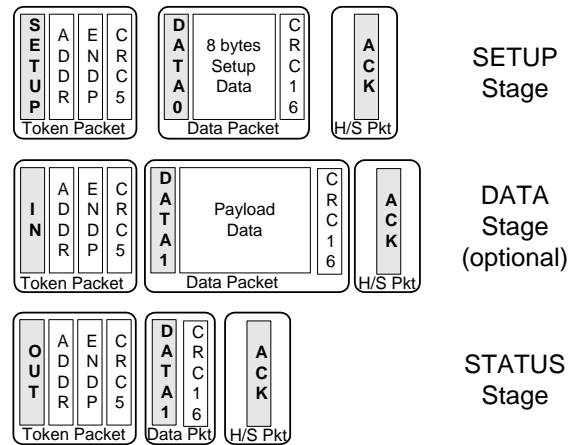 SETUP
ADDR
ENDP
CRC5
Token Packet
DATA0
8 bytes
Setup
Data
CRC16
Data Packet
ACK
H/S Pkt
SETUP
Stage
IN
ADDR
ENDP
CRC5
Token Packet
DATA1
Payload
Data
CRC16
Data Packet
ACK
H/S Pkt
DATA
Stage
(optional)
OUT
ADDR
ENDP
CRC5
Token Packet
DATA1
CRC16
Data Pkt
ACK
H/S Pkt
STATUS
Stage